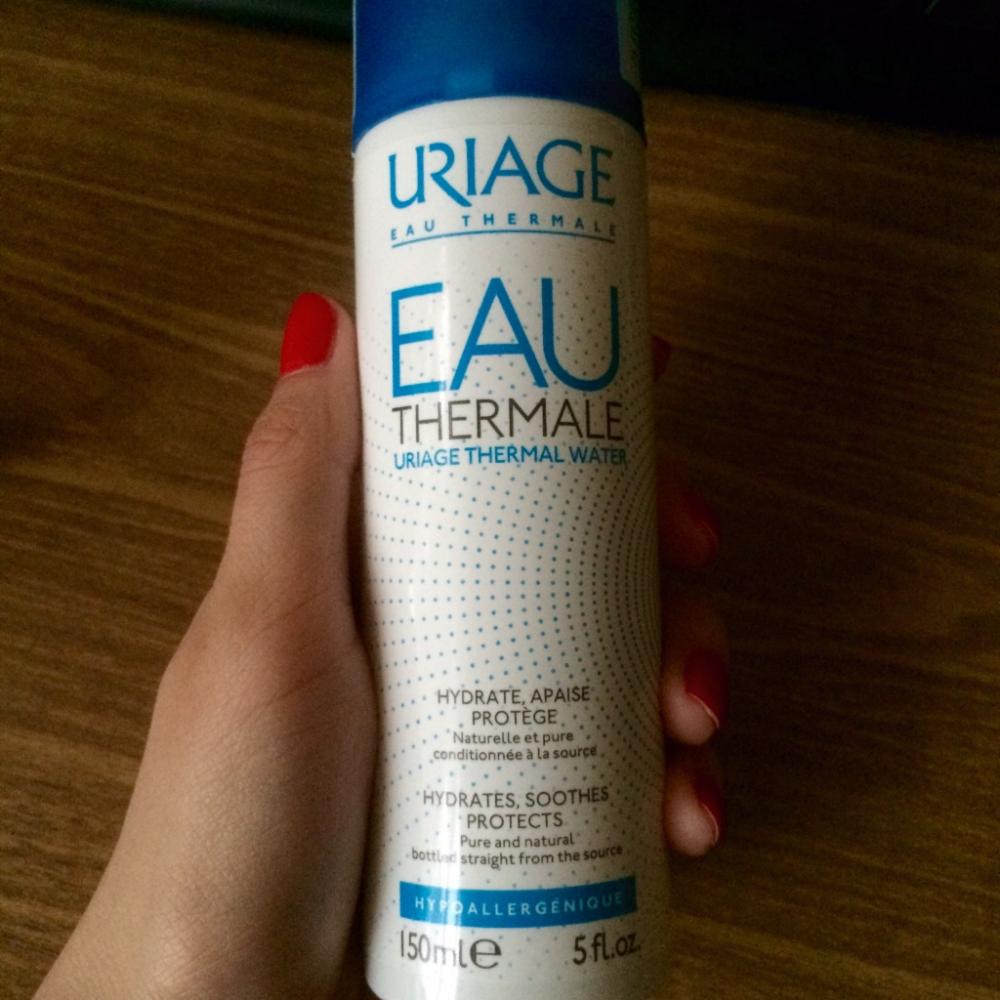 URIAGE
EAU THERMALE
EAU
THERMALE
URIAGE THERMAL WATER
HYDRATE, APAISE
PROTÈGE
Naturelle et pure
conditionnée à la source
HYDRATES, SOOTHES
PROTECTS
Pure and natural
bottled straight from the source
HYPOALLERGÉNIQUE
150ml℮ 5 fl.oz.